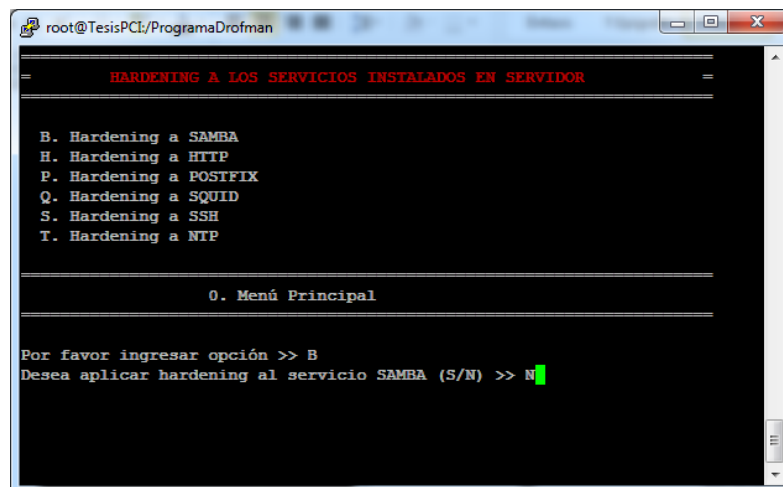 root@TesisPCI:/ProgramaDrofman
= HARDENING A LOS SERVICIOS INSTALADOS EN SERVIDOR =
B. Hardening a SAMBA
H. Hardening a HTTP
P. Hardening a POSTFIX
Q. Hardening a SQUID
S. Hardening a SSH
T. Hardening a NTP
0. Menú Principal
Por favor ingresar opción >> B
Desea aplicar hardening al servicio SAMBA (S/N) >> N